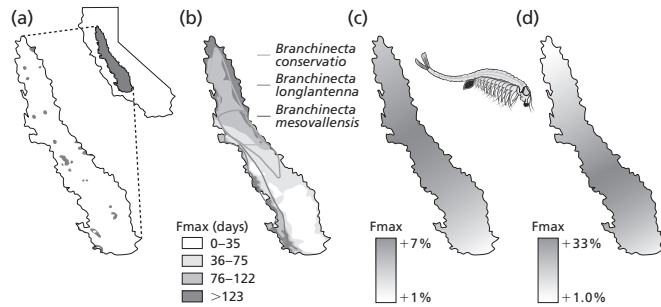 (a)
(b)
Branchinecta
conservatio
Branchinecta
longlantenna
Branchinecta
mesovallensis
Fmax (days)
0–35
36–75
76–122
>123
(c)
Fmax
+7%
+1%
(d)
Fmax
+33%
+1.0%